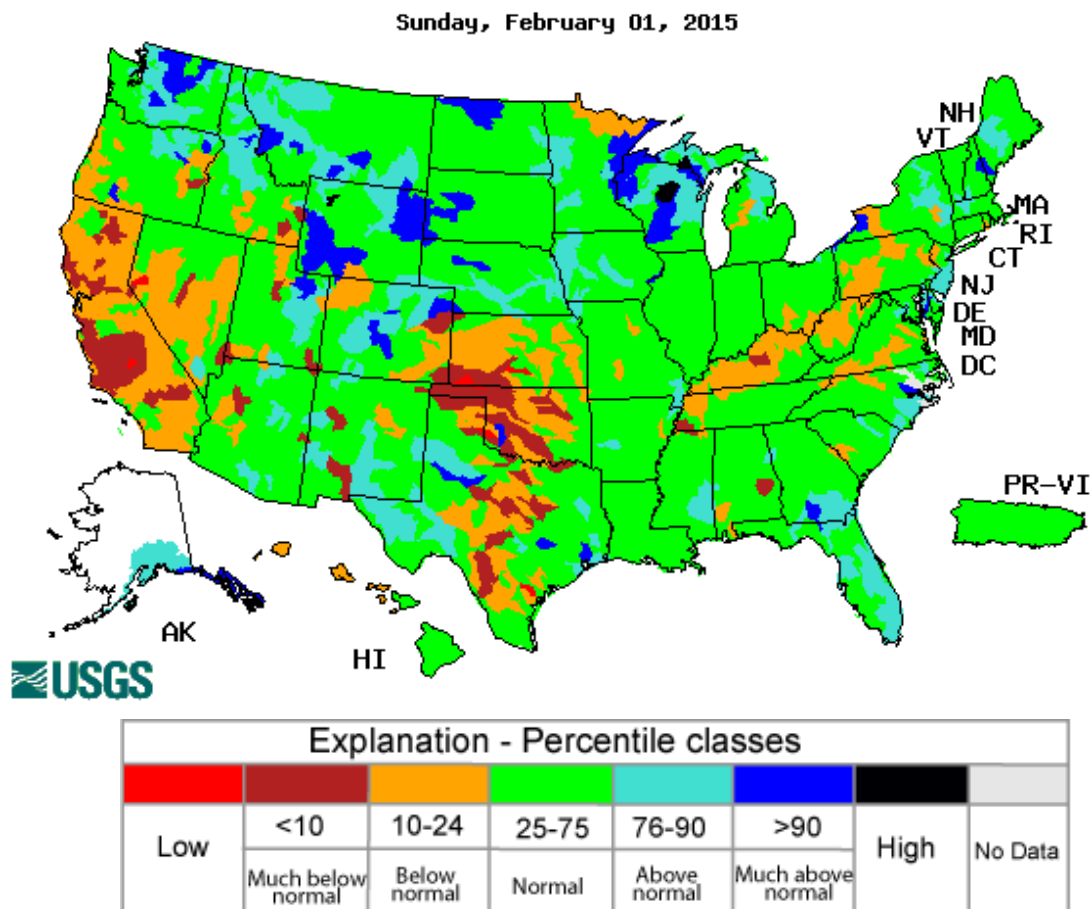 Sunday, February 01, 2015
NH
VT
MA
RI
CT
NJ
DE
MD
DC
PR-VI
AK
HI
USGS
Explanation - Percentile classes
Low
<10
10-24
25-75
76-90
>90
High
No Data
Much below normal
Below normal
Normal
Above normal
Much above normal